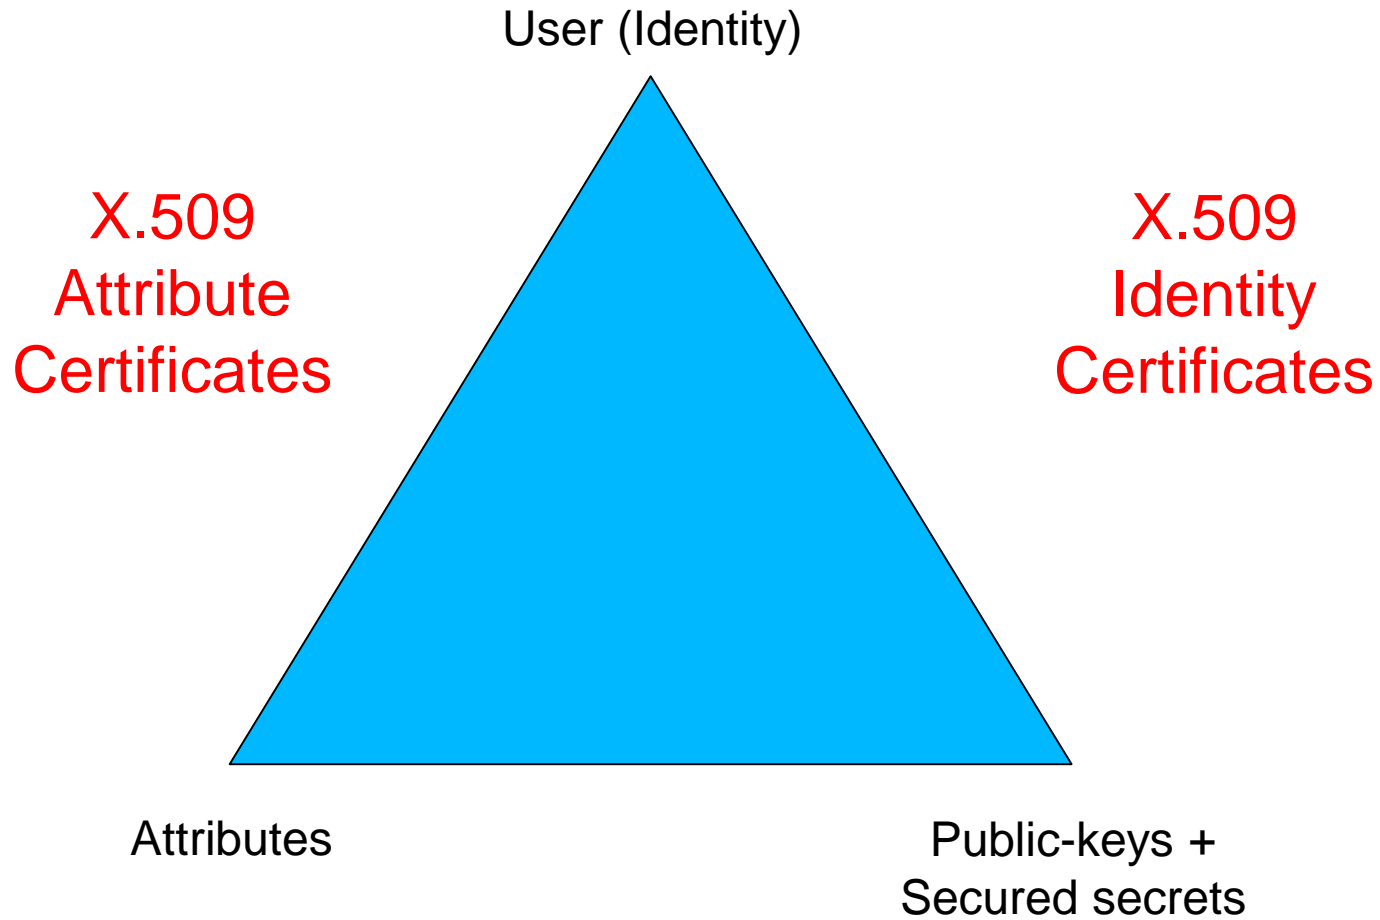 User (Identity)
X.509
Attribute
Certificates
X.509
Identity
Certificates
Attributes
Public-keys +
Secured secrets